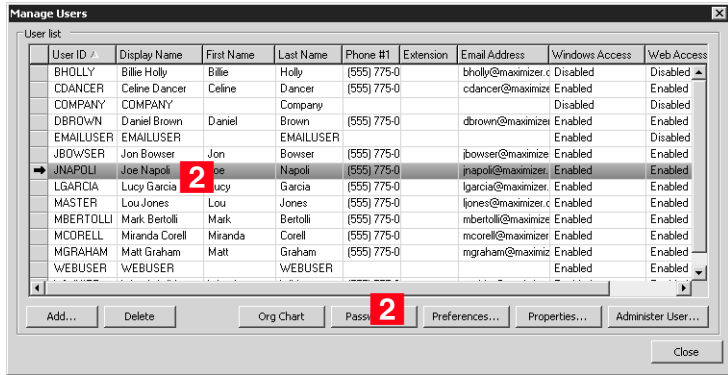 Manage Users
User list
User ID Display Name First Name Last Name Phone #1 Extension Email Address Windows Access Web Access
BHOLLY Billie Holly Billie Holly (555) 775-0 bholly@maximizer.c Disabled Disabled
CDANCER Celine Dancer Celine Dancer (555) 775-0 cdancer@maximize Enabled Enabled
COMPANY COMPANY Company Disabled Disabled
DBROWN Daniel Brown Daniel Brown (555) 775-0 dbrown@maximizer Enabled Enabled
EMAILUSER EMAILUSER EMAILUSER Enabled Disabled
JBOWSER Jon Bowser Jon Bowser (555) 775-0 jbowser@maximize Enabled Enabled
JNAPOLI Joe Napoli 2 oe Napoli (555) 775-0 jnapoli@maximizer. Enabled Enabled
LGARCIA Lucy Garcia ucy Garcia (555) 775-0 lgarcia@maximizer. Enabled Enabled
MASTER Lou Jones Lou Jones (555) 775-0 ljones@maximizer. Enabled Enabled
MBERTOLLI Mark Bertolli Mark Bertolli (555) 775-0 mbertolli@maximize Enabled Enabled
MCORELL Miranda Corell Miranda Corell (555) 775-0 mcorell@maximizer Enabled Enabled
MGRAHAM Matt Graham Matt Graham (555) 775-0 mgraham@maximiz Enabled Enabled
WEBUSER WEBUSER WEBUSER Enabled Enabled
Add... Delete Org Chart Passw 2 Preferences... Properties... Administer User...
Close